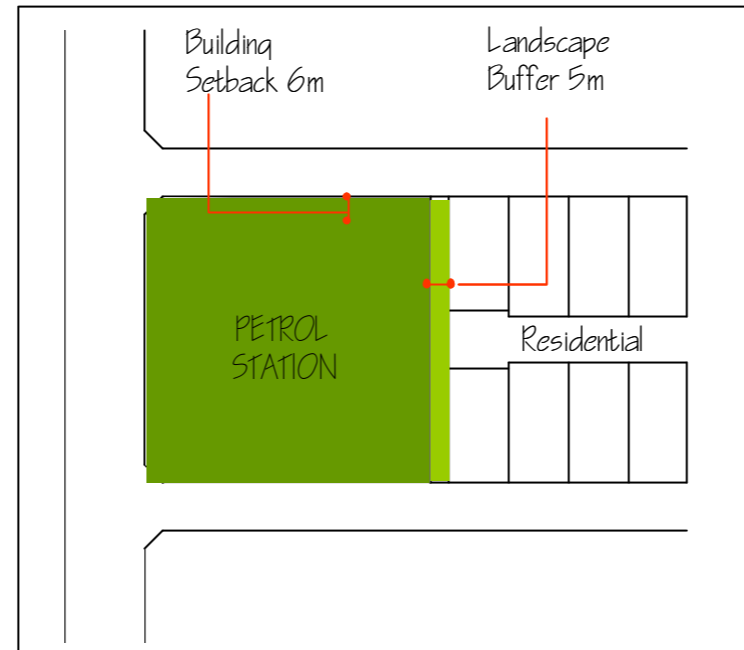 Building
Setback 6m
Landscape
Buffer 5m
PETROL
STATION
Residential